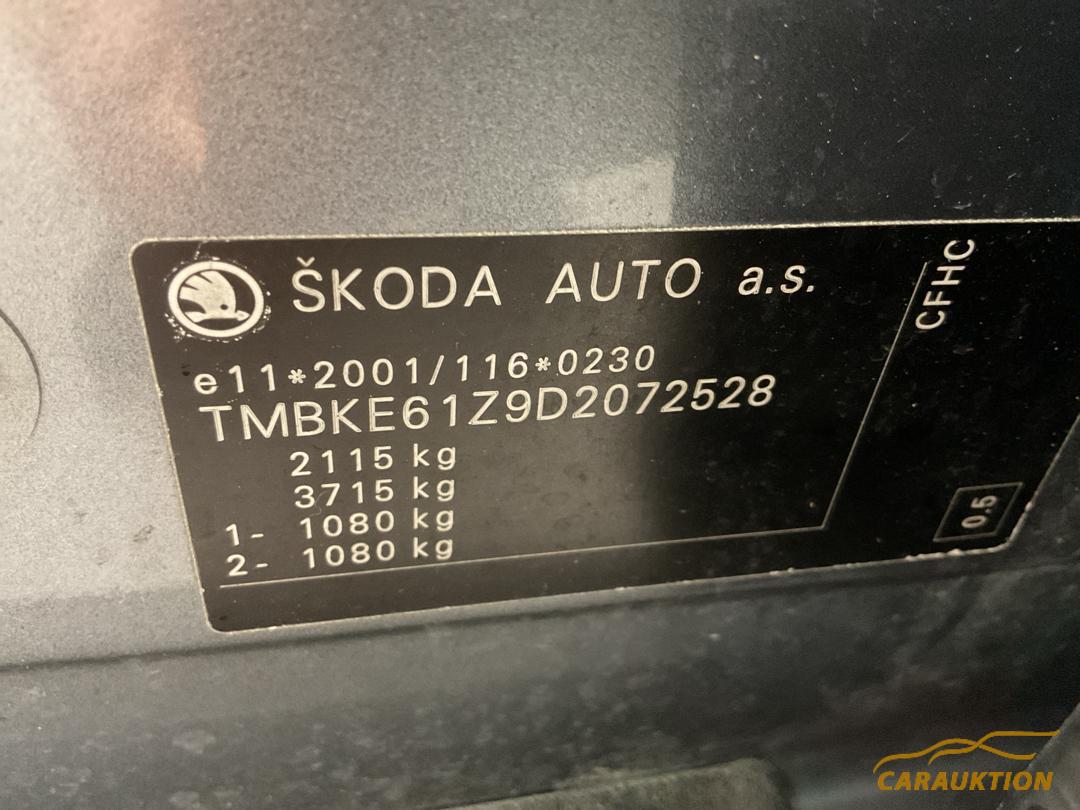 ŠKODA AUTO a.s.
CFHC
e11*2001/116*0230
TMBKE61Z9D2072528
2115 kg
3715 kg
1- 1080 kg
2- 1080 kg
0.5
CARAUKTION